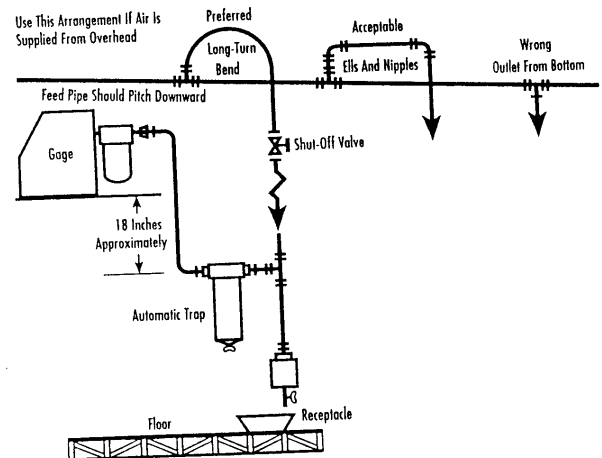 Use This Arrangement If Air Is
Supplied From Overhead
Preferred
Long-Turn
Bend
Acceptable
Ells And Nipples
Wrong
Outlet From Bottom
Feed Pipe Should Pitch Downward
Gage
Shut-Off Valve
18 Inches
Approximately
Automatic Trap
Floor
Receptacle